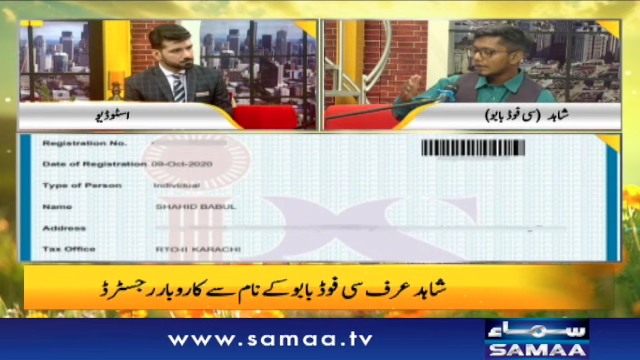 اسٹوڈیو
شاہد (سی فوڈ بابو)
Registration No.
Date of Registration 09-Oct-2020
Type of Person Individual
Name SHAHID BABUL
Address
Tax Office RTO-II KARACHI
شاہد عرف سی فوڈ بابو کے نام سے کاروبار رجسٹرڈ
www.samaa.tv
سماء
SAMAA